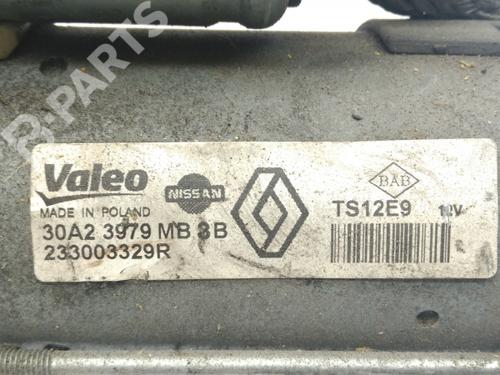 B-PARTS
Valeo
NISSAN
MADE IN POLAND
30A2 3979 MB 3B
233003329R
BAB
TS12E9 12V